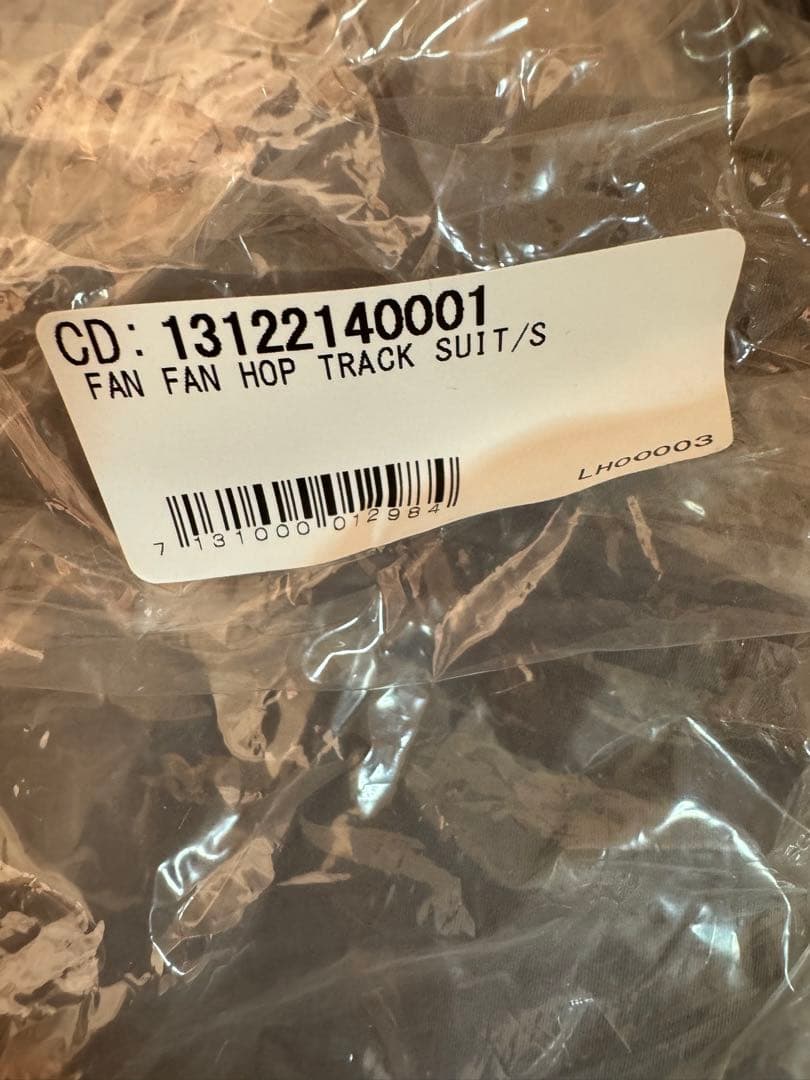 CD: 13122140001
FAN FAN HOP TRACK SUIT/S
LH00003
7 131000 012984